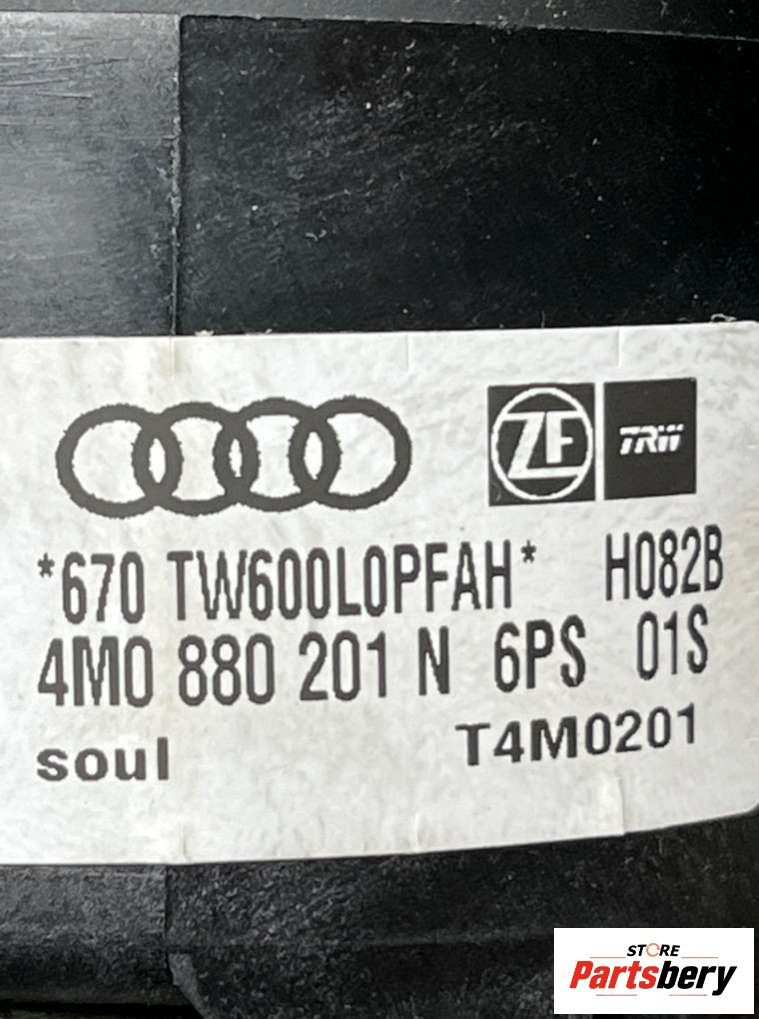 ZF TRW
*670 TW600L0PFAH* H082B
4M0 880 201 N 6PS 01S
soul T4M0201
STORE
Partsbery